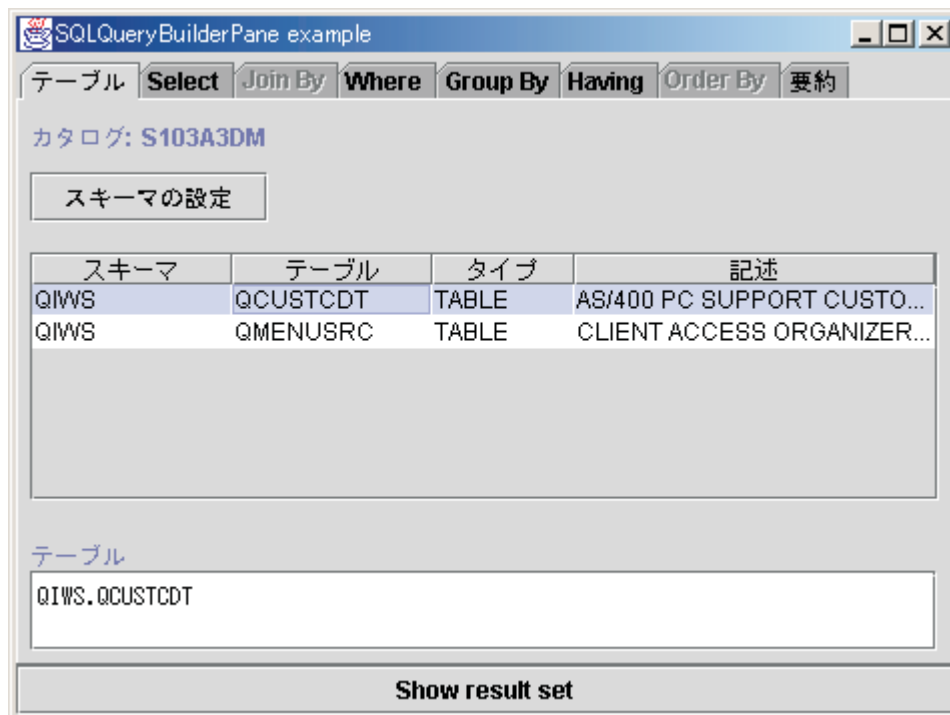 SQLQueryBuilderPane example
テーブル Select Join By Where Group By Having Order By 要約
カタログ: S103A3DM
スキーマの設定
スキーマ テーブル タイプ 記述
QIWS QCUSTCDT TABLE AS/400 PC SUPPORT CUSTO...
QIWS QMENUSRC TABLE CLIENT ACCESS ORGANIZER...
テーブル
QIWS.QCUSTCDT
Show result set